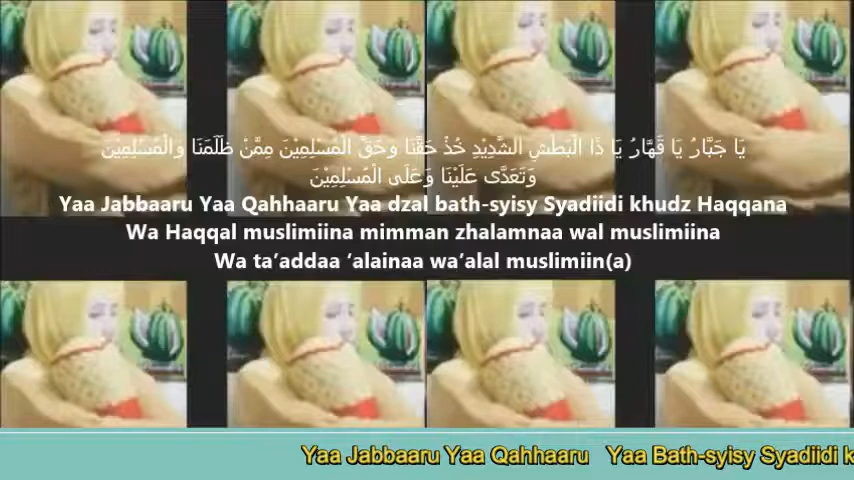 يَا جَبَّارُ يَا قَهَّارُ يَا ذَا الْبَطْشِ الشَّدِيْدِ خُذْ حَقَّنَا وَحَقَّ الْمُسْلِمِيْنَ مِمَّنْ ظَلَمَنَا وَالْمُسْلِمِيْنَ
وَتَعَدَّى عَلَيْنَا وَعَلَى الْمُسْلِمِيْنَ
Yaa Jabbaaru Yaa Qahhaaru Yaa dzal bath-syisy Syadiidi khudz Haqqana
Wa Haqqal muslimiina mimman zhalamnaa wal muslimiina
Wa ta’addaa ‘alainaa wa’alal muslimiin(a)
Yaa Jabbaaru Yaa Qahhaaru Yaa Bath-syisy Syadiidi k